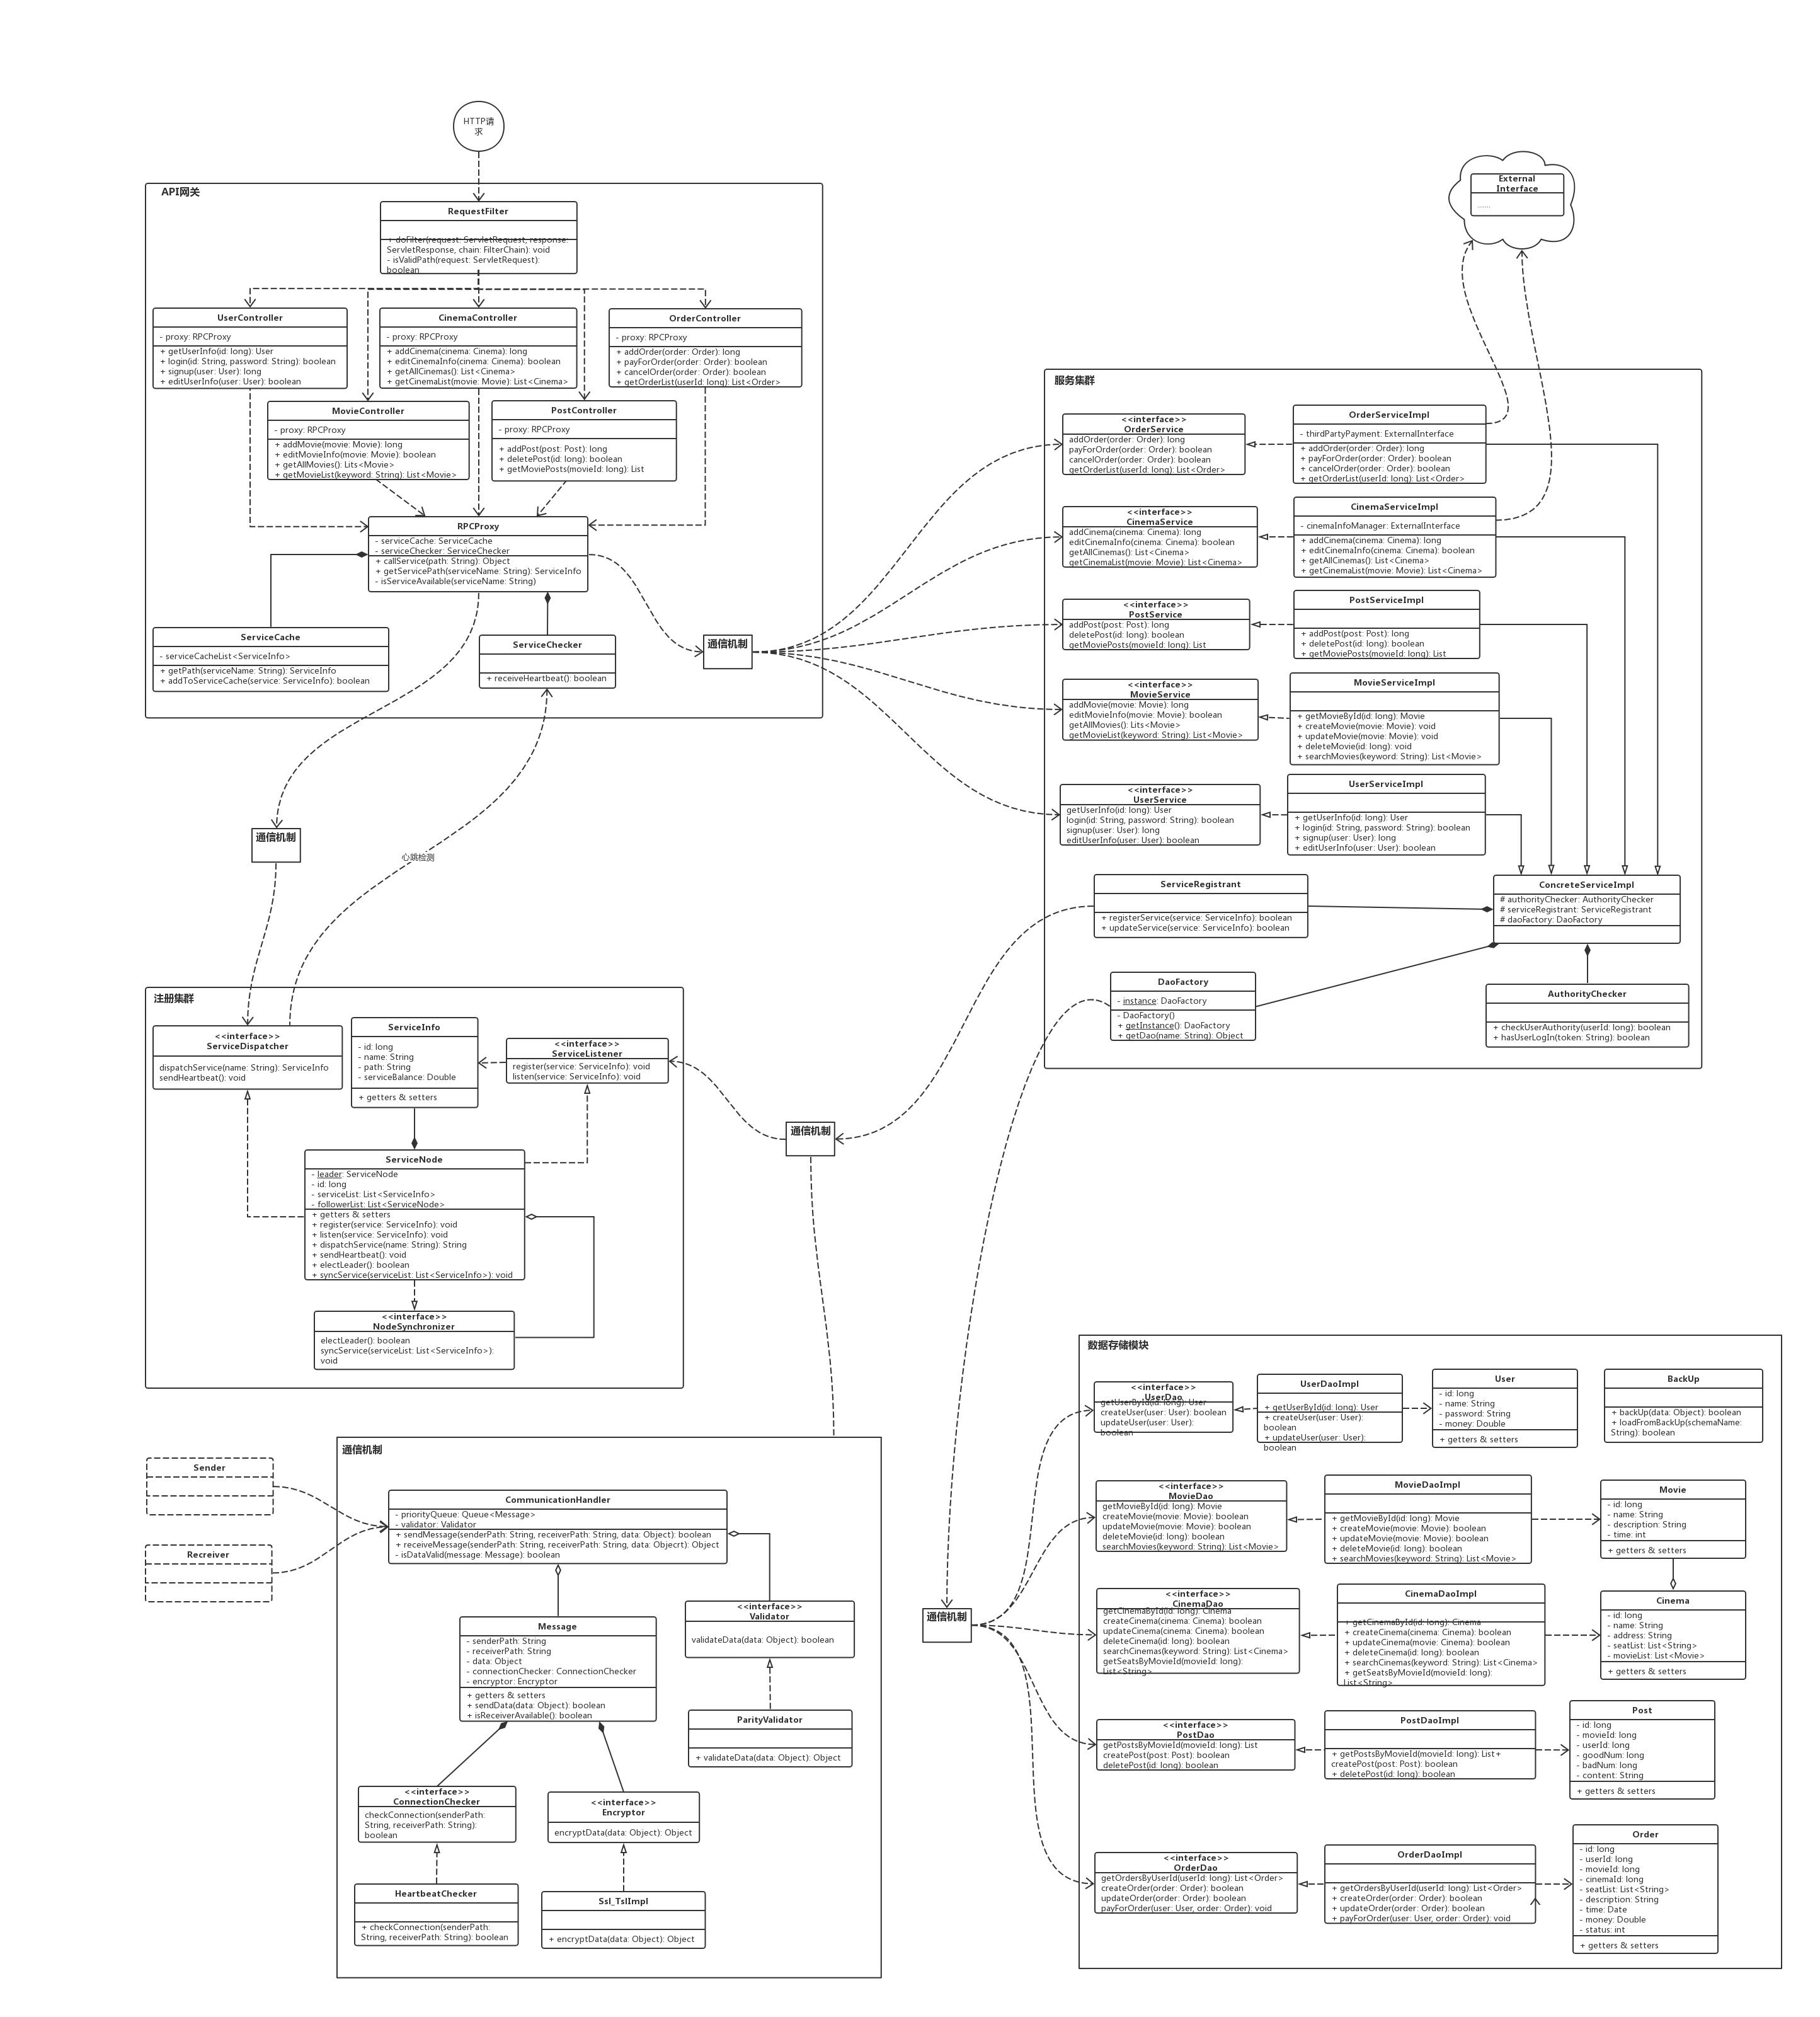 HTTP请
求
API网关
RequestFilter
+ doFilter(request: ServletRequest, response:
ServletResponse, chain: FilterChain): void
- isValidPath(request: ServletRequest):
boolean
UserController
- proxy: RPCProxy
+ getUserInfo(id: long): User
+ login(id: String, password: String): boolean
+ signup(user: User): long
+ editUserInfo(user: User): boolean
CinemaController
- proxy: RPCProxy
+ addCinema(cinema: Cinema): long
+ editCinemaInfo(cinema: Cinema): boolean
+ getAllCinemas(): List<Cinema>
+ getCinemaList(movie: Movie): List<Cinema>
OrderController
- proxy: RPCProxy
+ addOrder(order: Order): long
+ payForOrder(order: Order): boolean
+ cancelOrder(order: Order): boolean
+ getOrderList(userId: long): List<Order>
MovieController
- proxy: RPCProxy
+ addMovie(movie: Movie): long
+ editMovieInfo(movie: Movie): boolean
+ getAllMovies(): Lits<Movie>
+ getMovieList(keyword: String): List<Movie>
PostController
- proxy: RPCProxy
+ addPost(post: Post): long
+ deletePost(id: long): boolean
+ getMoviePosts(movieId: long): List
RPCProxy
- serviceCache: ServiceCache
- serviceChecker: ServiceChecker
+ callService(path: String): Object
+ getServicePath(serviceName: String): ServiceInfo
- isServiceAvailable(serviceName: String)
ServiceCache
- serviceCacheList<ServiceInfo>
+ getPath(serviceName: String): ServiceInfo
+ addToServiceCache(service: ServiceInfo): boolean
ServiceChecker
+ receiveHeartbeat(): boolean
通信机制
通信机制
心跳检测
External
Interface
......
服务集群
<<interface>>
OrderService
addOrder(order: Order): long
payForOrder(order: Order): boolean
cancelOrder(order: Order): boolean
getOrderList(userId: long): List<Order>
OrderServiceImpl
- thirdPartyPayment: ExternalInterface
+ addOrder(order: Order): long
+ payForOrder(order: Order): boolean
+ cancelOrder(order: Order): boolean
+ getOrderList(userId: long): List<Order>
<<interface>>
CinemaService
addCinema(cinema: Cinema): long
editCinemaInfo(cinema: Cinema): boolean
getAllCinemas(): List<Cinema>
getCinemaList(movie: Movie): List<Cinema>
CinemaServiceImpl
- cinemaInfoManager: ExternalInterface
+ addCinema(cinema: Cinema): long
+ editCinemaInfo(cinema: Cinema): boolean
+ getAllCinemas(): List<Cinema>
+ getCinemaList(movie: Movie): List<Cinema>
<<interface>>
PostService
addPost(post: Post): long
deletePost(id: long): boolean
getMoviePosts(movieId: long): List
PostServiceImpl
+ addPost(post: Post): long
+ deletePost(id: long): boolean
+ getMoviePosts(movieId: long): List
<<interface>>
MovieService
addMovie(movie: Movie): long
editMovieInfo(movie: Movie): boolean
getAllMovies(): Lits<Movie>
getMovieList(keyword: String): List<Movie>
MovieServiceImpl
+ getMovieById(id: long): Movie
+ createMovie(movie: Movie): void
+ updateMovie(movie: Movie): void
+ deleteMovie(id: long): void
+ searchMovies(keyword: String): List<Movie>
<<interface>>
UserService
getUserInfo(id: long): User
login(id: String, password: String): boolean
signup(user: User): long
editUserInfo(user: User): boolean
UserServiceImpl
+ getUserInfo(id: long): User
+ login(id: String, password: String): boolean
+ signup(user: User): long
+ editUserInfo(user: User): boolean
ServiceRegistrant
+ registerService(service: ServiceInfo): boolean
+ updateService(service: ServiceInfo): boolean
ConcreteServiceImpl
# authorityChecker: AuthorityChecker
# serviceRegistrant: ServiceRegistrant
# daoFactory: DaoFactory
DaoFactory
- instance: DaoFactory
- DaoFactory()
+ getInstance(): DaoFactory
+ getDao(name: String): Object
AuthorityChecker
+ checkUserAuthority(userId: long): boolean
+ hasUserLogIn(token: String): boolean
注册集群
<<interface>>
ServiceDispatcher
dispatchService(name: String): ServiceInfo
sendHeartbeat(): void
ServiceInfo
- id: long
- name: String
- path: String
- serviceBalance: Double
+ getters & setters
<<interface>>
ServiceListener
register(service: ServiceInfo): void
listen(service: ServiceInfo): void
ServiceNode
- leader: ServiceNode
- id: long
- serviceList: List<ServiceInfo>
- followerList: List<ServiceNode>
+ getters & setters
+ register(service: ServiceInfo): void
+ listen(service: ServiceInfo): void
+ dispatchService(name: String): String
+ sendHeartbeat(): void
+ electLeader(): boolean
+ syncService(serviceList: List<ServiceInfo>): void
<<interface>>
NodeSynchronizer
electLeader(): boolean
syncService(serviceList: List<ServiceInfo>):
void
通信机制
Sender
Recreiver
通信机制
CommunicationHandler
- priorityQueue: Queue<Message>
- validator: Validator
+ sendMessage(senderPath: String, receiverPath: String, data: Object): boolean
+ receiveMessage(senderPath: String, receiverPath: String, data: Objecrt): Object
- isDataValid(message: Message): boolean
Message
- senderPath: String
- receiverPath: String
- data: Object
- connectionChecker: ConnectionChecker
- encryptor: Encryptor
+ getters & setters
+ sendData(data: Object): boolean
+ isReceiverAvailable(): boolean
<<interface>>
Validator
validateData(data: Object): boolean
ParityValidator
+ validateData(data: Object): Object
<<interface>>
ConnectionChecker
checkConnection(senderPath:
String, receiverPath: String):
boolean
<<interface>>
Encryptor
encryptData(data: Object): Object
HeartbeatChecker
+ checkConnection(senderPath:
String, receiverPath: String): boolean
Ssl_TslImpl
+ encryptData(data: Object): Object
通信机制
数据存储模块
<<interface>>
UserDao
getUserById(id: long): User
createUser(user: User): boolean
updateUser(user: User):
boolean
UserDaoImpl
+ getUserById(id: long): User
+ createUser(user: User):
boolean
+ updateUser(user: User):
boolean
User
- id: long
- name: String
- password: String
- money: Double
+ getters & setters
BackUp
+ backUp(data: Object): boolean
+ loadFromBackUp(schemaName:
String): boolean
<<interface>>
MovieDao
getMovieById(id: long): Movie
createMovie(movie: Movie): boolean
updateMovie(movie: Movie): boolean
deleteMovie(id: long): boolean
searchMovies(keyword: String): List<Movie>
MovieDaoImpl
+ getMovieById(id: long): Movie
+ createMovie(movie: Movie): boolean
+ updateMovie(movie: Movie): boolean
+ deleteMovie(id: long): boolean
+ searchMovies(keyword: String): List<Movie>
Movie
- id: long
- name: String
- description: String
- time: int
+ getters & setters
<<interface>>
CinemaDao
getCinemaById(id: long): Cinema
createCinema(cinema: Cinema): boolean
updateCinema(cinema: Cinema): boolean
deleteCinema(id: long): boolean
searchCinemas(keyword: String): List<Cinema>
getSeatsByMovieId(movieId: long):
List<String>
CinemaDaoImpl
+ getCinemaById(id: long): Cinema
+ createCinema(cinema: Cinema): boolean
+ updateCinema(movie: Cinema): boolean
+ deleteCinema(id: long): boolean
+ searchCinemas(keyword: String): List<Cinema>
+ getSeatsByMovieId(movieId: long):
List<String>
Cinema
- id: long
- name: String
- address: String
- seatList: List<String>
- movieList: List<Movie>
+ getters & setters
<<interface>>
PostDao
getPostsByMovieId(movieId: long): List
createPost(post: Post): boolean
deletePost(id: long): boolean
PostDaoImpl
+ getPostsByMovieId(movieId: long): List+
createPost(post: Post): boolean
+ deletePost(id: long): boolean
Post
- id: long
- movieId: long
- userId: long
- goodNum: long
- badNum: long
- content: String
+ getters & setters
<<interface>>
OrderDao
getOrdersByUserId(userId: long): List<Order>
createOrder(order: Order): boolean
updateOrder(order: Order): boolean
payForOrder(user: User, order: Order): void
OrderDaoImpl
+ getOrdersByUserId(userId: long): List<Order>
+ createOrder(order: Order): boolean
+ updateOrder(order: Order): boolean
+ payForOrder(user: User, order: Order): void
Order
- id: long
- userId: long
- movieId: long
- cinemaId: long
- seatList: List<String>
- description: String
- time: Date
- money: Double
- status: int
+ getters & setters